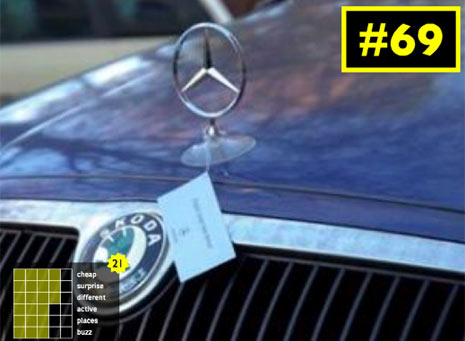 #69
SKODA
21
cheap
surprise
different
active
places
buzz